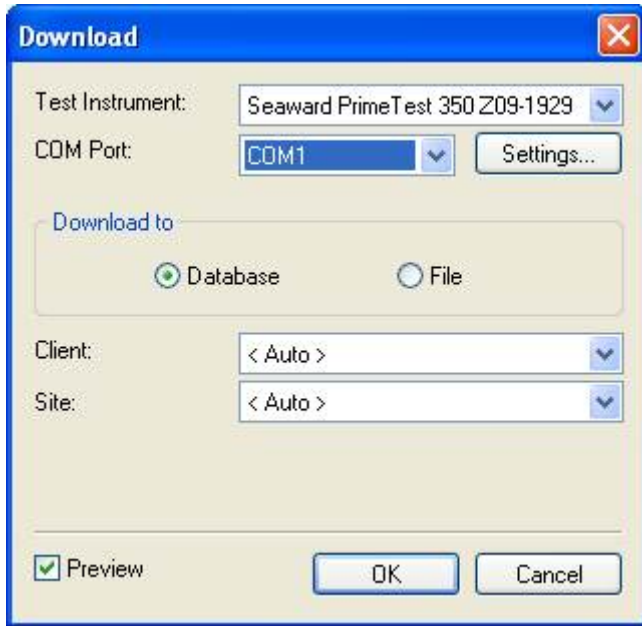 Download
Test Instrument: Seaward PrimeTest 350 Z09-1929
COM Port: COM1 Settings...
Download to
Database File
Client: < Auto >
Site: < Auto >
Preview OK Cancel